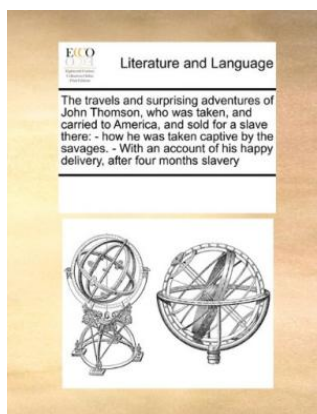 ECCO
Literature and Language
The travels and surprising adventures of
John Thomson, who was taken, and
carried to America, and sold for a slave
there: - how he was taken captive by the
savages. - With an account of his happy
delivery, after four months slavery